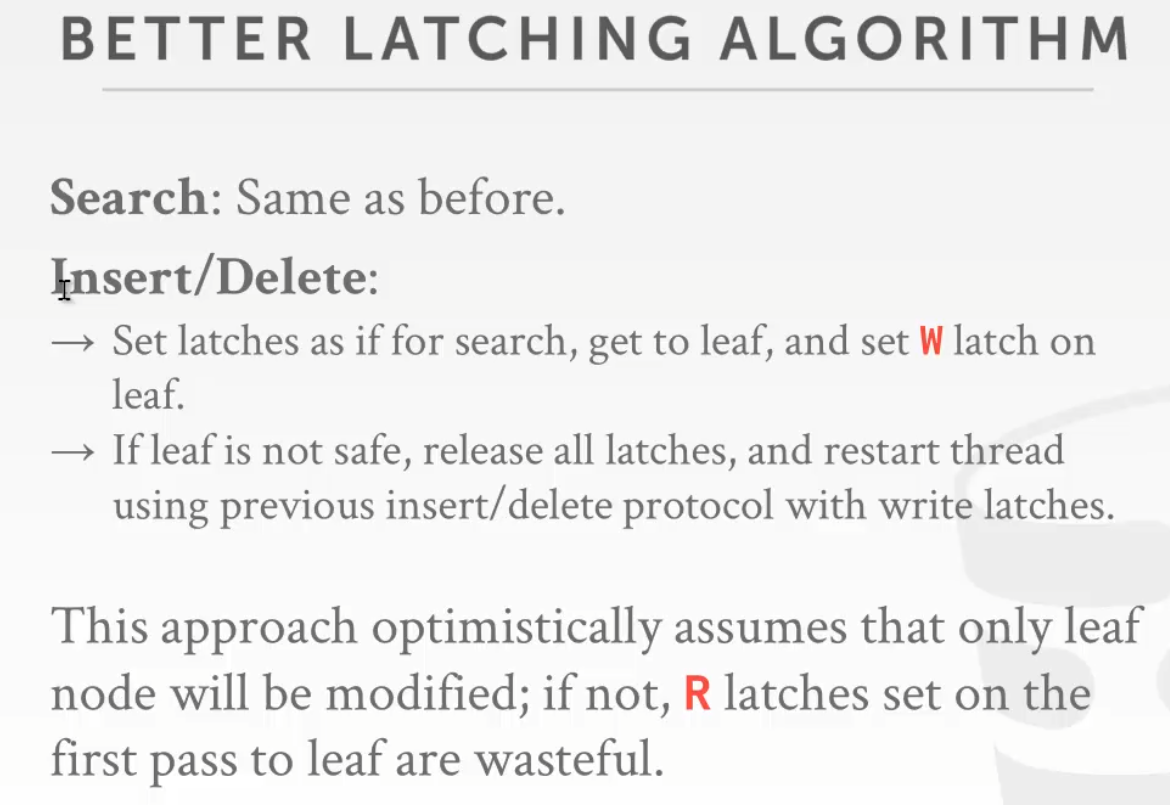 BETTER LATCHING ALGORITHM
Search: Same as before.
Insert/Delete:
→ Set latches as if for search, get to leaf, and set W latch on
leaf.
→ If leaf is not safe, release all latches, and restart thread
using previous insert/delete protocol with write latches.
This approach optimistically assumes that only leaf
node will be modified; if not, R latches set on the
first pass to leaf are wasteful.